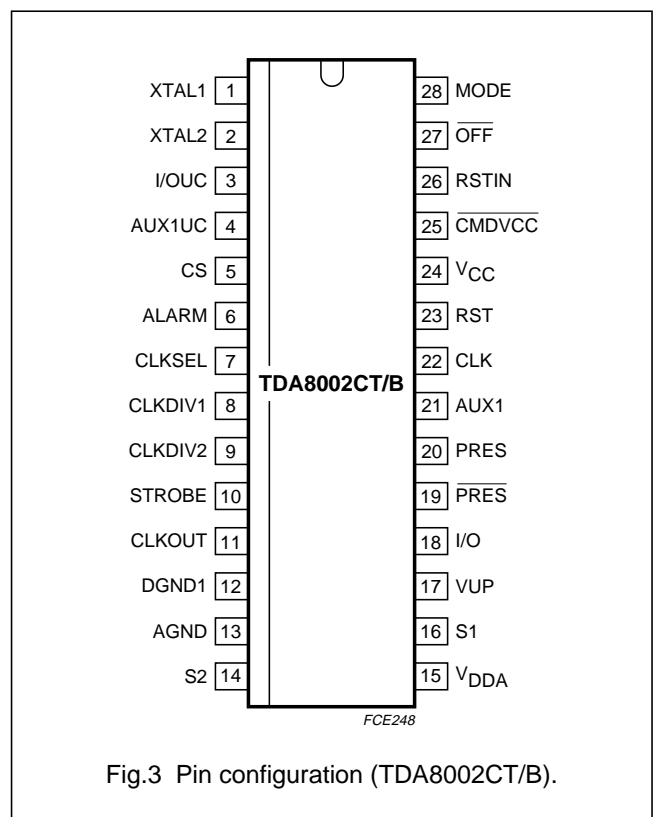 XTAL1 1 28 MODE
XTAL2 2 27 O̅F̅F̅
I/OUC 3 26 RSTIN
AUX1UC 4 25 C̅M̅D̅V̅C̅C̅
CS 5 24 VCC
ALARM 6 23 RST
CLKSEL 7 22 CLK
TDA8002CT/B
CLKDIV1 8 21 AUX1
CLKDIV2 9 20 PRES
STROBE 10 19 P̅R̅E̅S̅
CLKOUT 11 18 I/O
DGND1 12 17 VUP
AGND 13 16 S1
S2 14 15 VDDA
FCE248
Fig.3 Pin configuration (TDA8002CT/B).